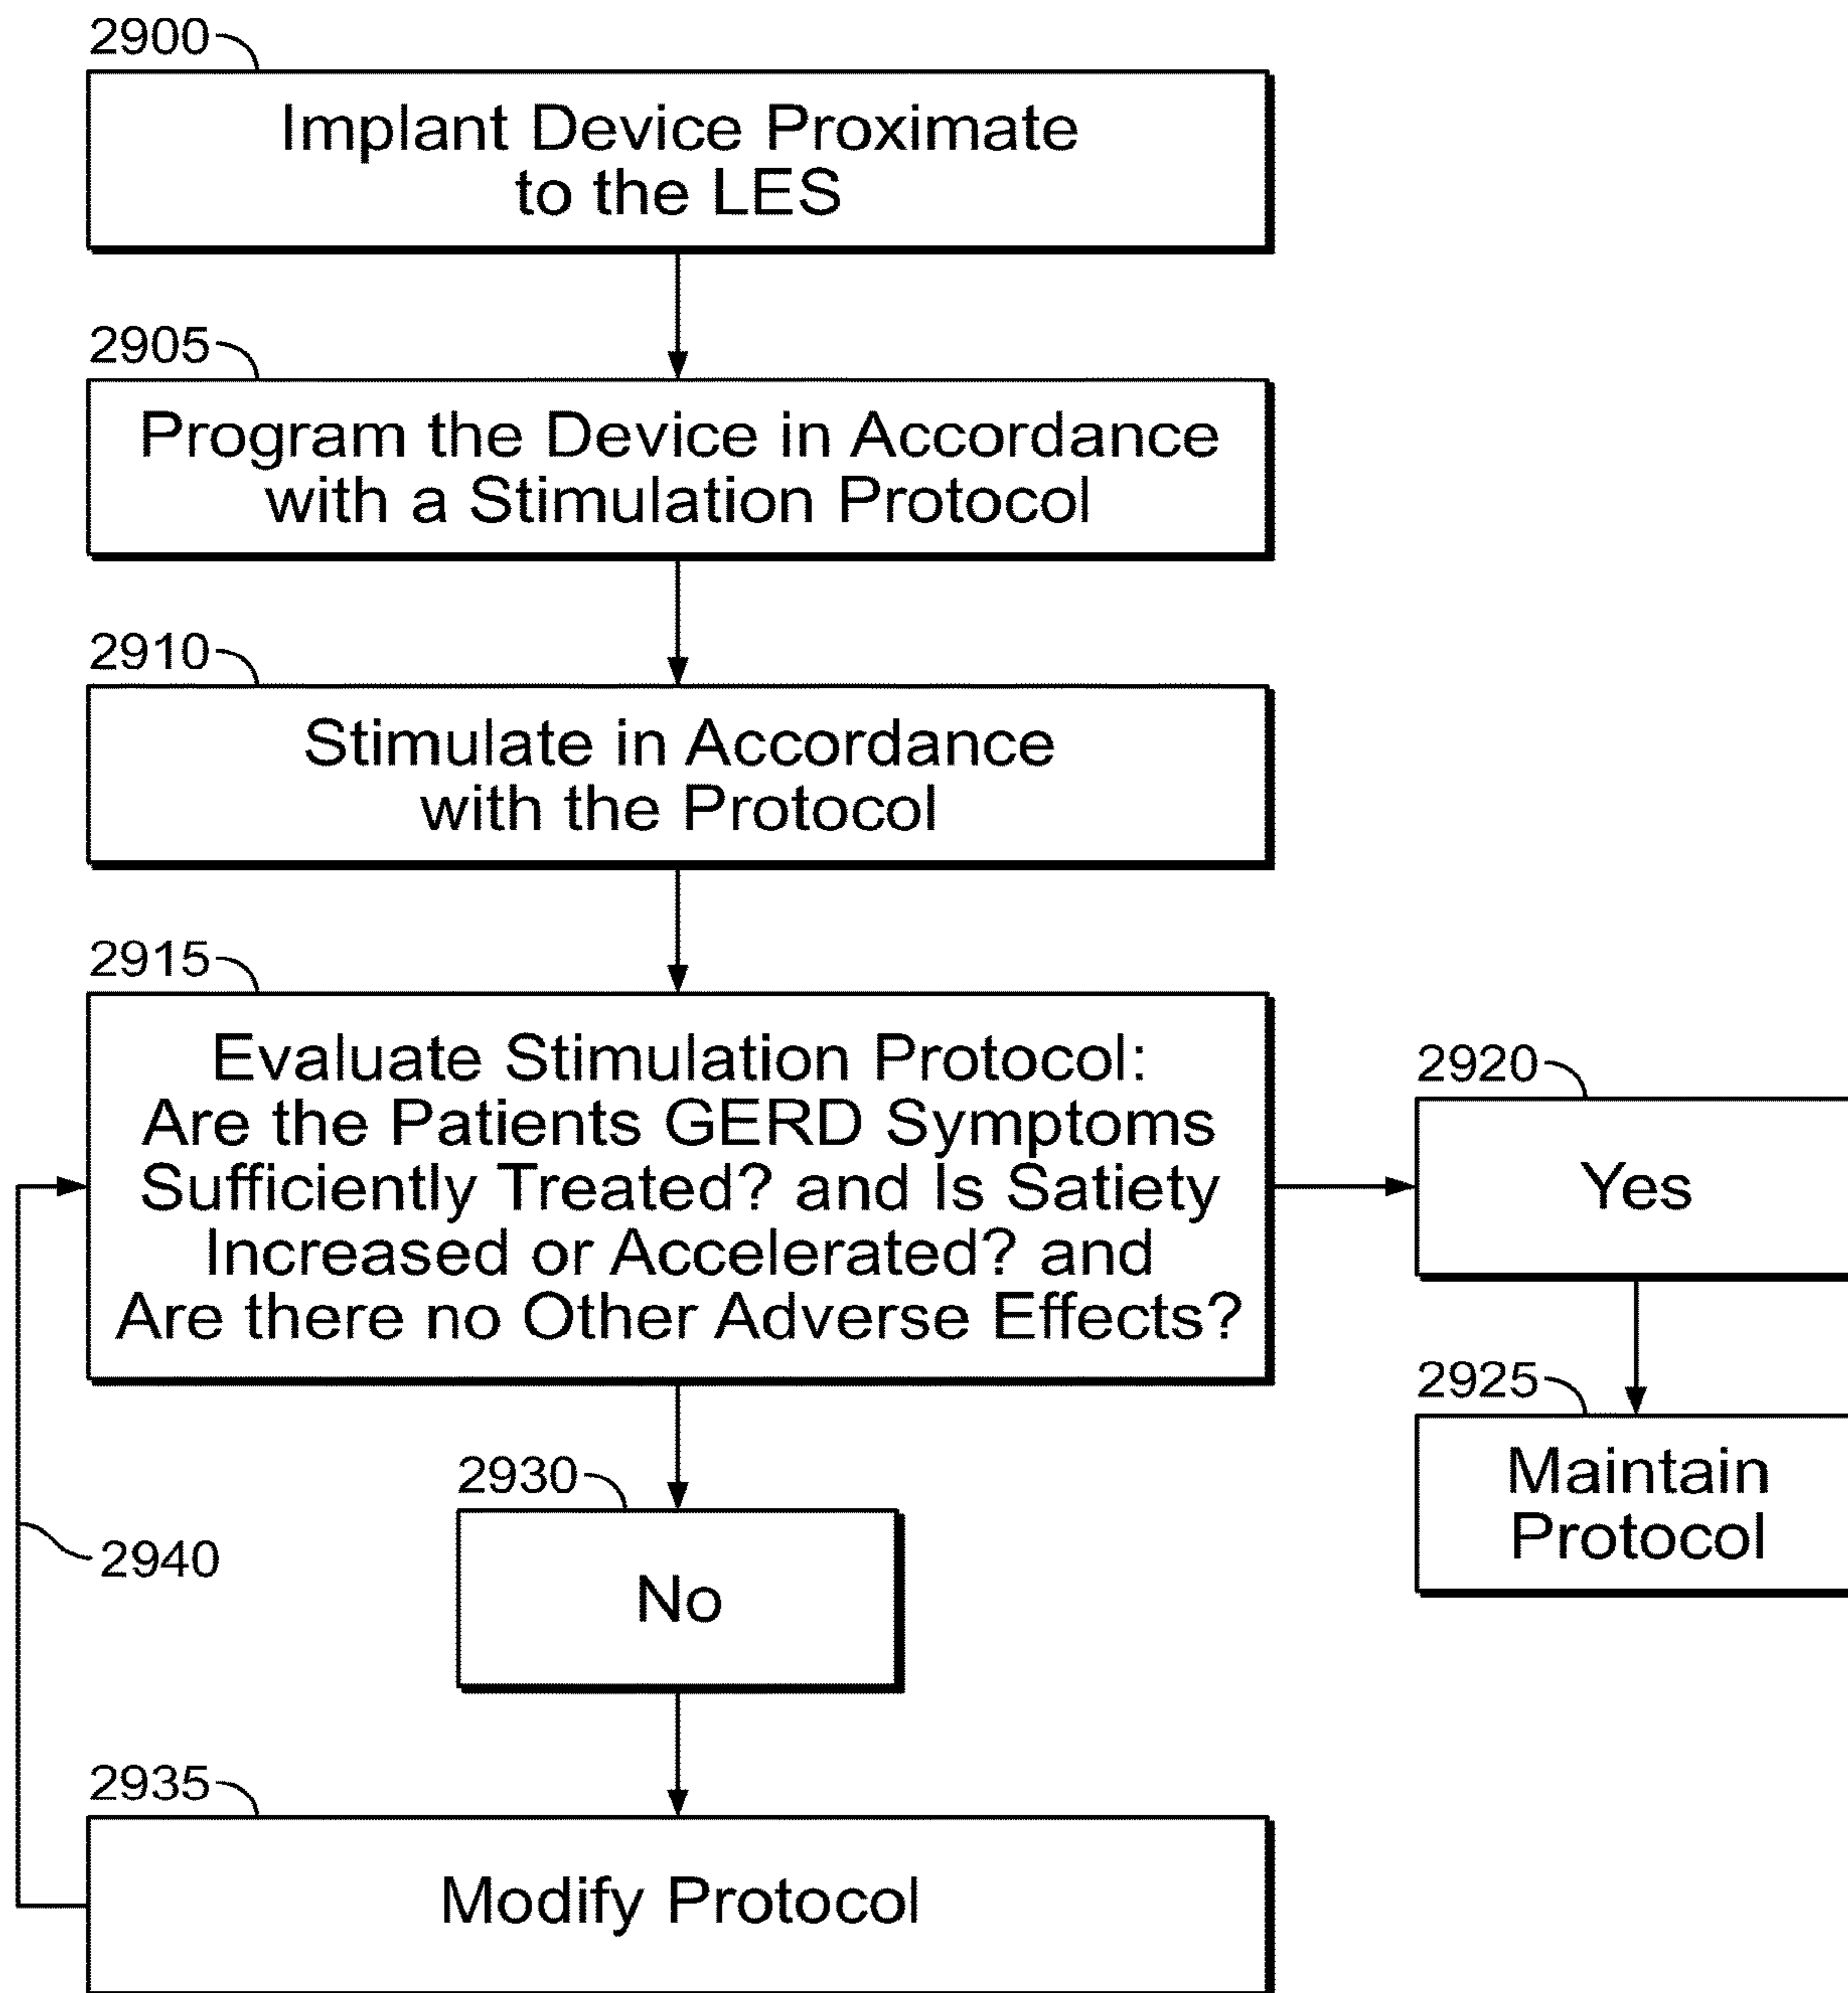 2900
Implant Device Proximate
to the LES
2905
Program the Device in Accordance
with a Stimulation Protocol
2910
Stimulate in Accordance
with the Protocol
2915
Evaluate Stimulation Protocol:
Are the Patients GERD Symptoms
Sufficiently Treated? and Is Satiety
Increased or Accelerated? and
Are there no Other Adverse Effects?
2920
Yes
2925
Maintain
Protocol
2930
No
2940
2935
Modify Protocol